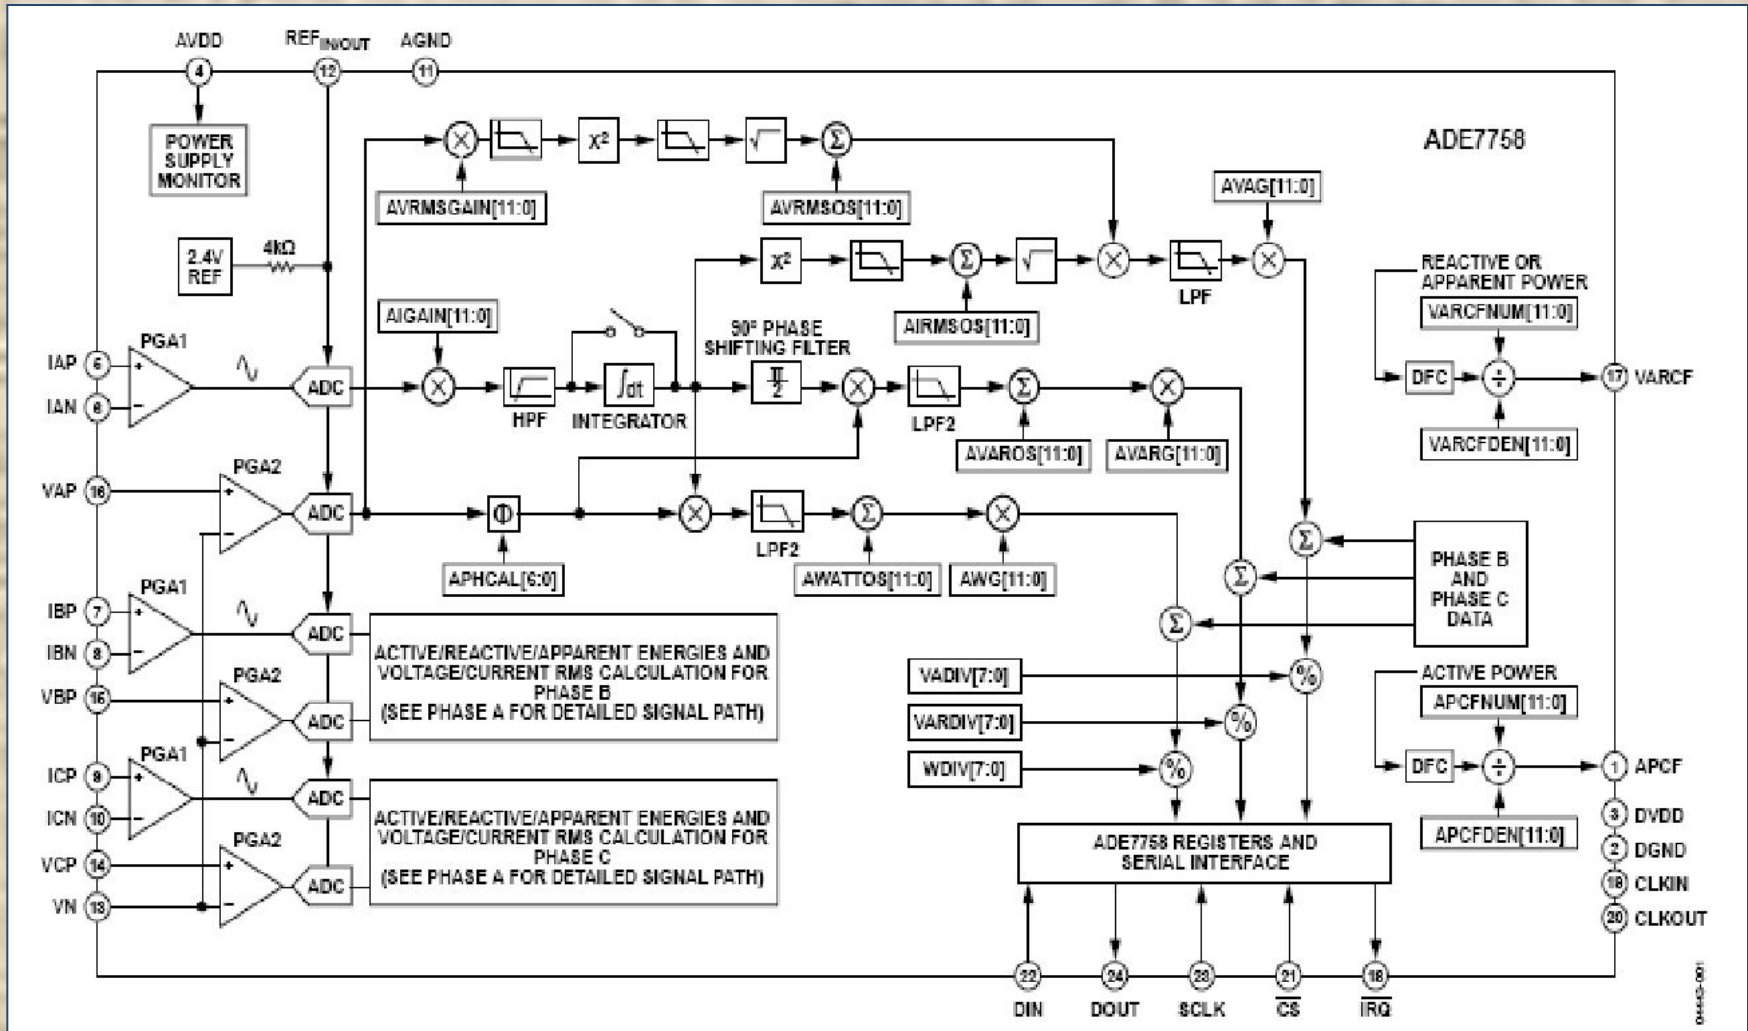 AVDD
REF IN/OUT
AGND
4
12
11
POWER
SUPPLY
MONITOR
ADE7758
X²
√
Σ
AVRMSGAIN[11:0]
AVRMSOS[11:0]
AVAG[11:0]
2.4V
REF
4kΩ
X²
Σ
√
LPF
REACTIVE OR
APPARENT POWER
VARCFNUM[11:0]
AIGAIN[11:0]
AIRMSOS[11:0]
90° PHASE
SHIFTING FILTER
PGA1
IAP 5
IAN 6
+
−
ADC
HPF
∫dt
INTEGRATOR
π/2
LPF2
Σ
DFC
÷
17 VARCF
AVAROS[11:0]
AVARG[11:0]
VARCFDEN[11:0]
PGA2
VAP 16
+
−
ADC
Φ
LPF2
Σ
APHCAL[6:0]
AWATTOS[11:0]
AWG[11:0]
Σ
Σ
Σ
PHASE B
AND
PHASE C
DATA
PGA1
IBP 7
IBN 8
+
−
ADC
PGA2
VBP 15
+
−
ADC
ACTIVE/REACTIVE/APPARENT ENERGIES AND
VOLTAGE/CURRENT RMS CALCULATION FOR
PHASE B
(SEE PHASE A FOR DETAILED SIGNAL PATH)
VADIV[7:0]
%
VARDIV[7:0]
%
WDIV[7:0]
%
ACTIVE POWER
APCFNUM[11:0]
DFC
÷
1 APCF
APCFDEN[11:0]
PGA1
ICP 9
ICN 10
+
−
ADC
PGA2
VCP 14
VN 13
+
−
ADC
ACTIVE/REACTIVE/APPARENT ENERGIES AND
VOLTAGE/CURRENT RMS CALCULATION FOR
PHASE C
(SEE PHASE A FOR DETAILED SIGNAL PATH)
ADE7758 REGISTERS AND
SERIAL INTERFACE
3 DVDD
2 DGND
19 CLKIN
20 CLKOUT
22
24
23
21
18
DIN
DOUT
SCLK
CS
IRQ
04443-001